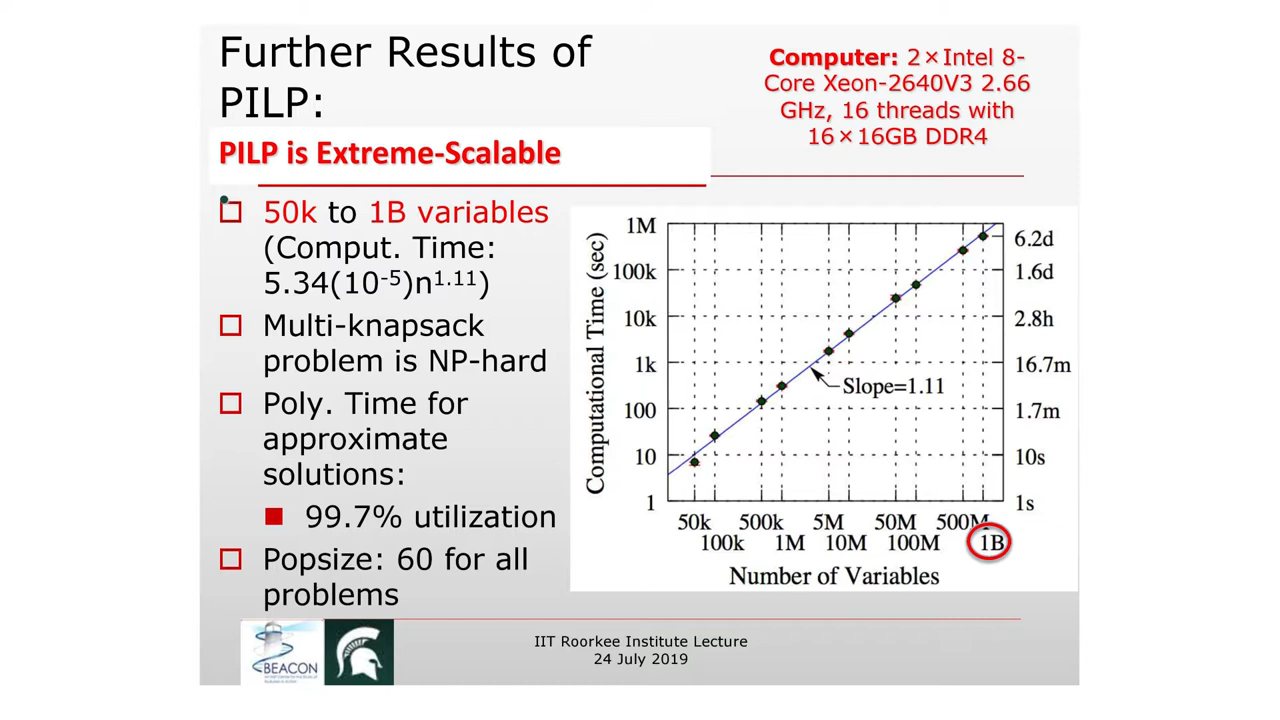 Further Results of
PILP:
Computer: 2×Intel 8-
Core Xeon-2640V3 2.66
GHz, 16 threads with
16×16GB DDR4
PILP is Extreme-Scalable
50k to 1B variables
(Comput. Time:
5.34(10⁻⁵)n¹·¹¹)
Multi-knapsack
problem is NP-hard
Poly. Time for
approximate
solutions:
99.7% utilization
Popsize: 60 for all
problems
Computational Time (sec)
1M
100k
10k
1k
100
10
1
6.2d
1.6d
2.8h
16.7m
1.7m
10s
1s
Slope=1.11
50k 500k 5M 50M 500M
100k 1M 10M 100M 1B
Number of Variables
BEACON
IIT Roorkee Institute Lecture
24 July 2019